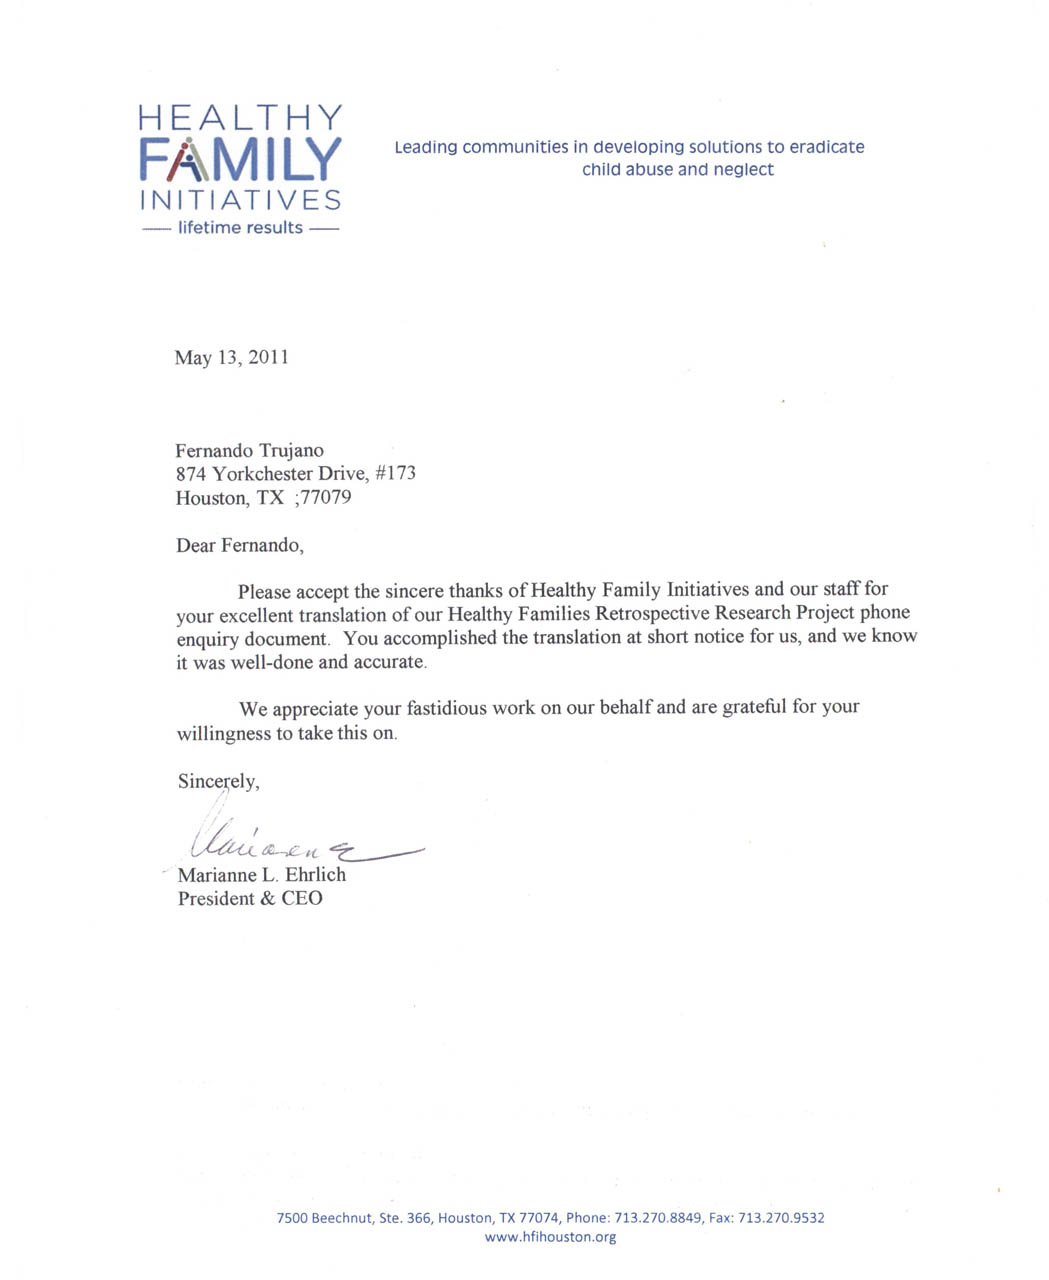 HEALTHY
FAMILY
INITIATIVES
— lifetime results —
Leading communities in developing solutions to eradicate
child abuse and neglect
May 13, 2011
Fernando Trujano
874 Yorkchester Drive, #173
Houston, TX  ;77079
Dear Fernando,
Please accept the sincere thanks of Healthy Family Initiatives and our staff for
your excellent translation of our Healthy Families Retrospective Research Project phone
enquiry document.  You accomplished the translation at short notice for us, and we know
it was well-done and accurate.
We appreciate your fastidious work on our behalf and are grateful for your
willingness to take this on.
Sincerely,
Marianne L. Ehrlich
President & CEO
7500 Beechnut, Ste. 366, Houston, TX 77074, Phone: 713.270.8849, Fax: 713.270.9532
www.hfihouston.org